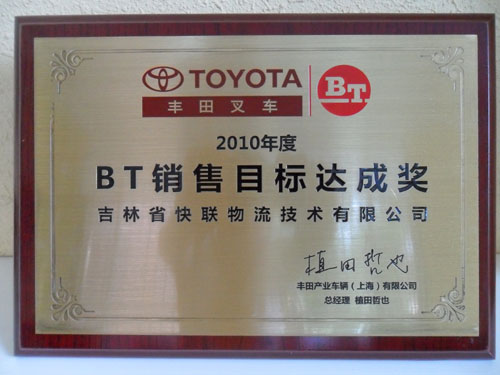 TOYOTA
丰田叉车
BT
2010年度
BT销售目标达成奖
吉林省快联物流技术有限公司
植田哲也
丰田产业车辆（上海）有限公司
总经理 植田哲也